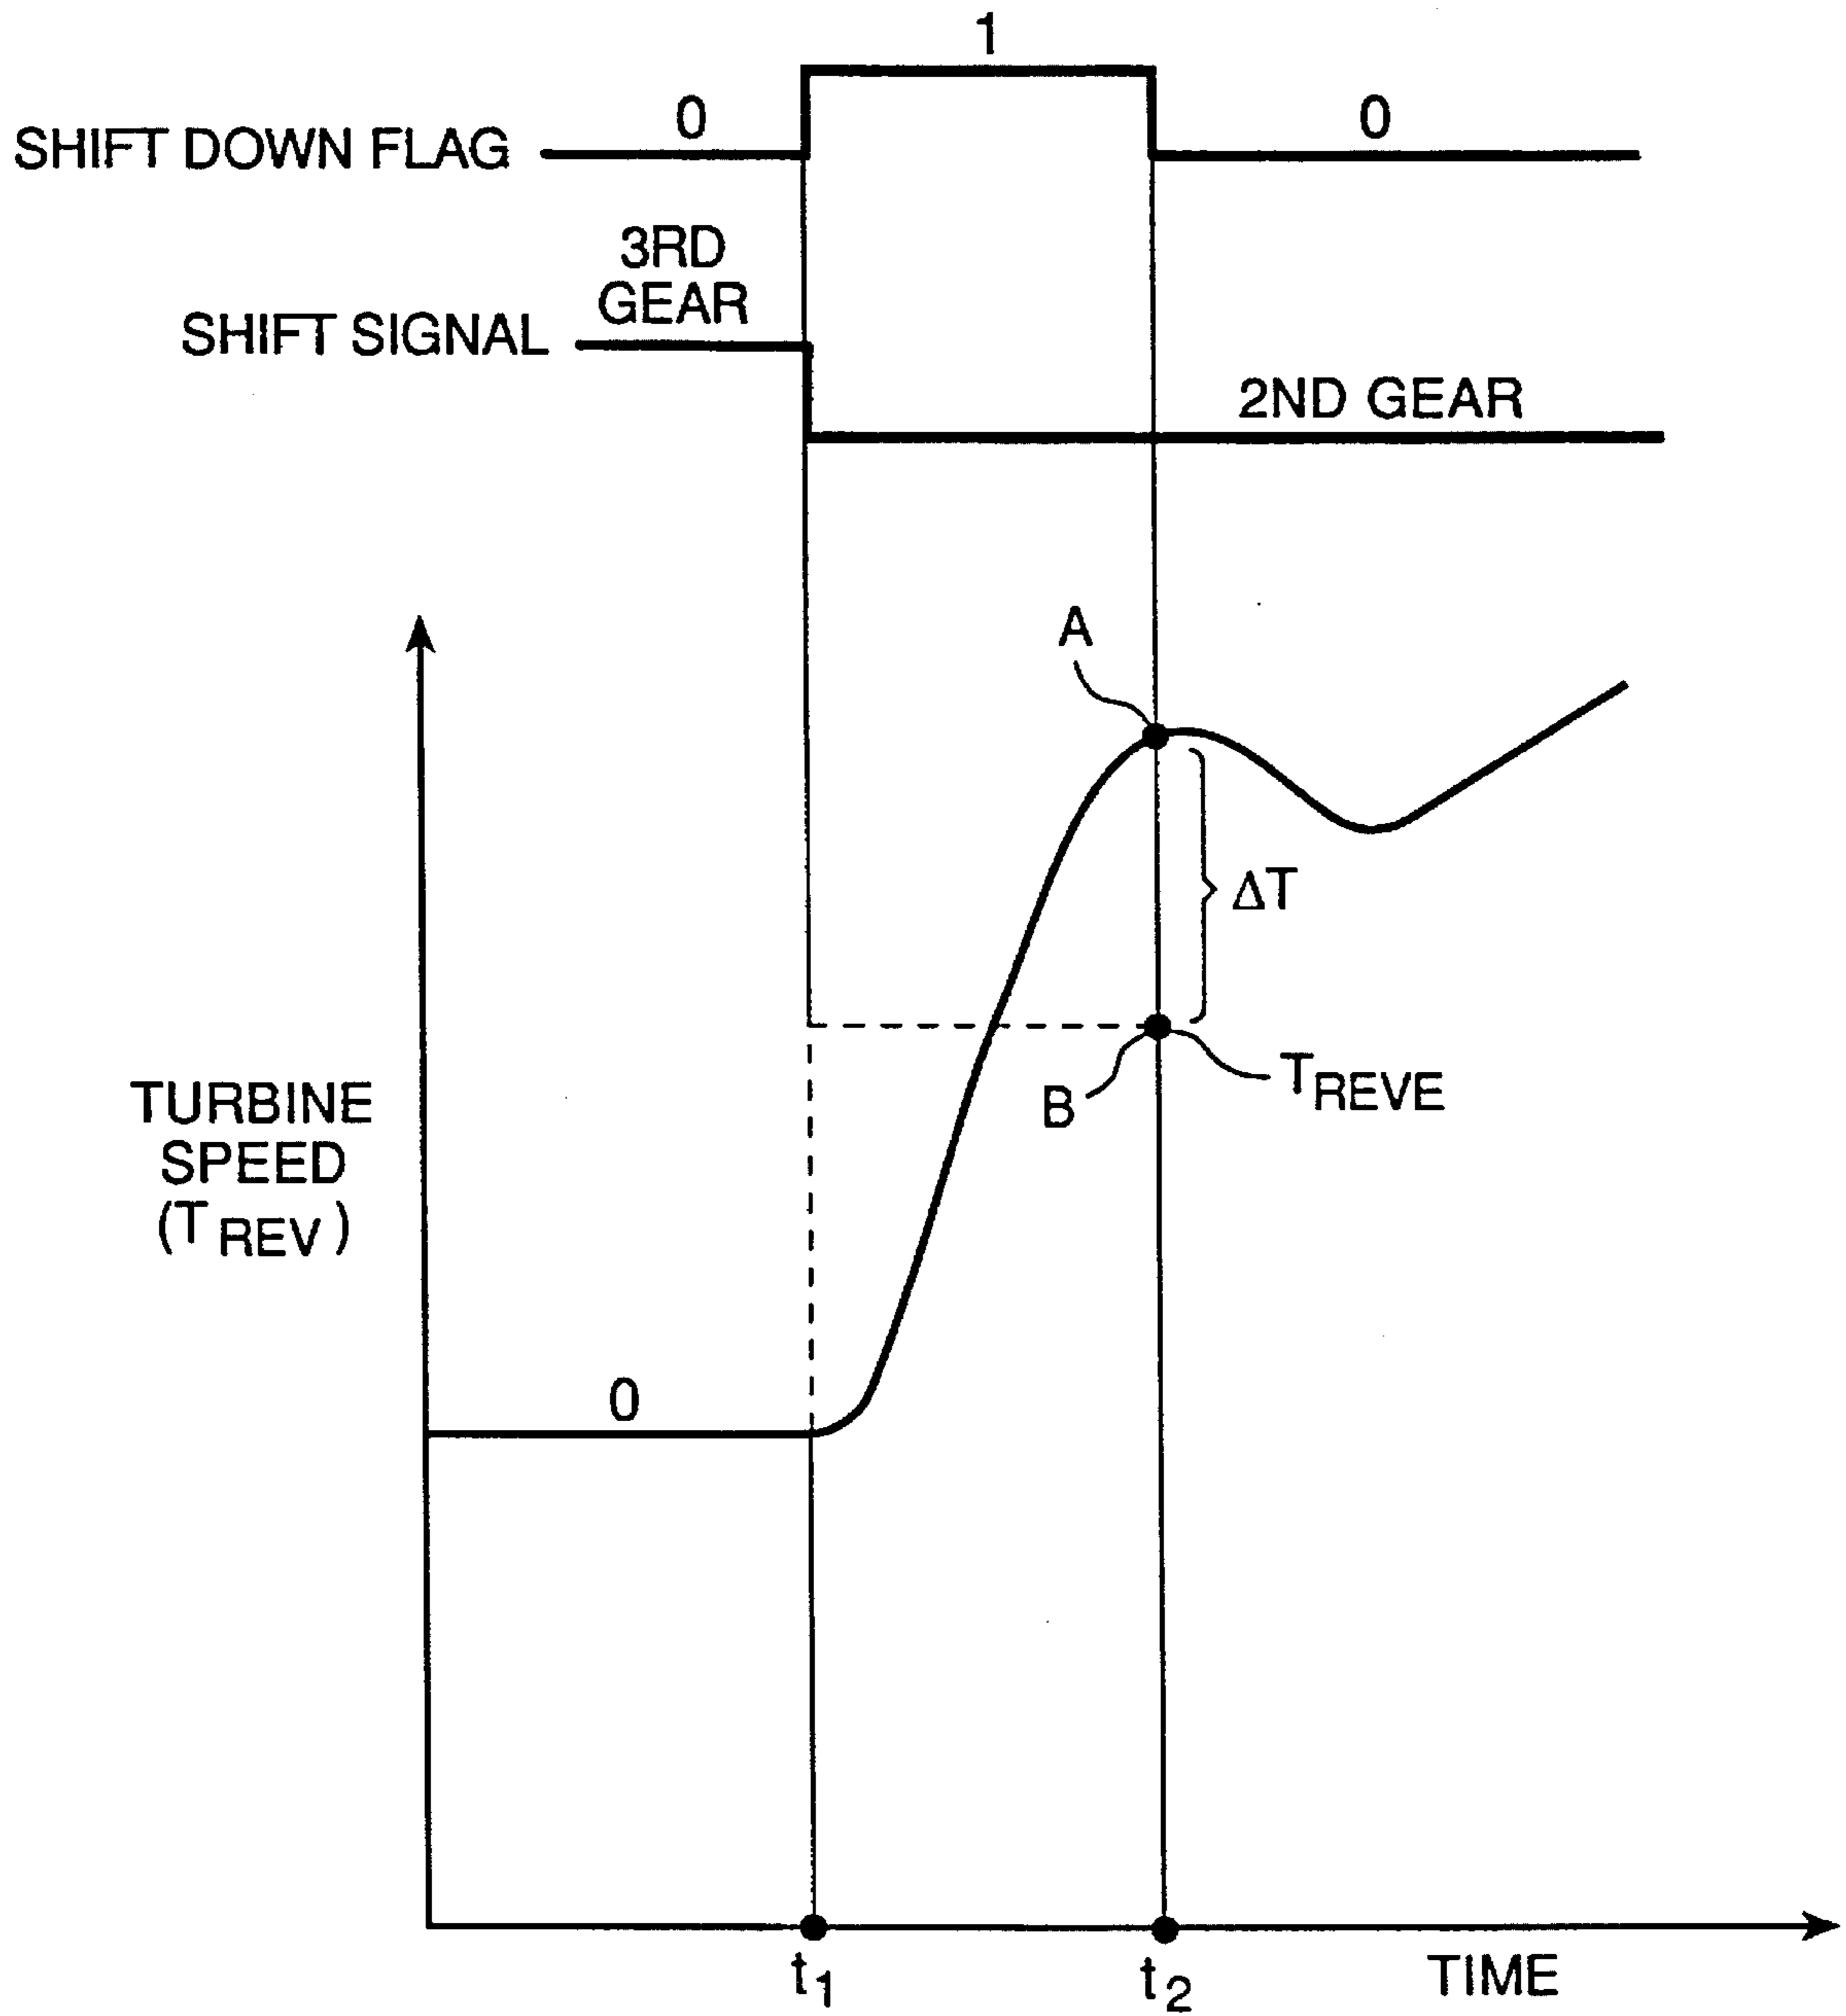 1
0
0
SHIFT DOWN FLAG
3RD
GEAR
SHIFT SIGNAL
2ND GEAR
A
ΔT
B
TREVE
TURBINE
SPEED
(TREV)
0
t1
t2
TIME